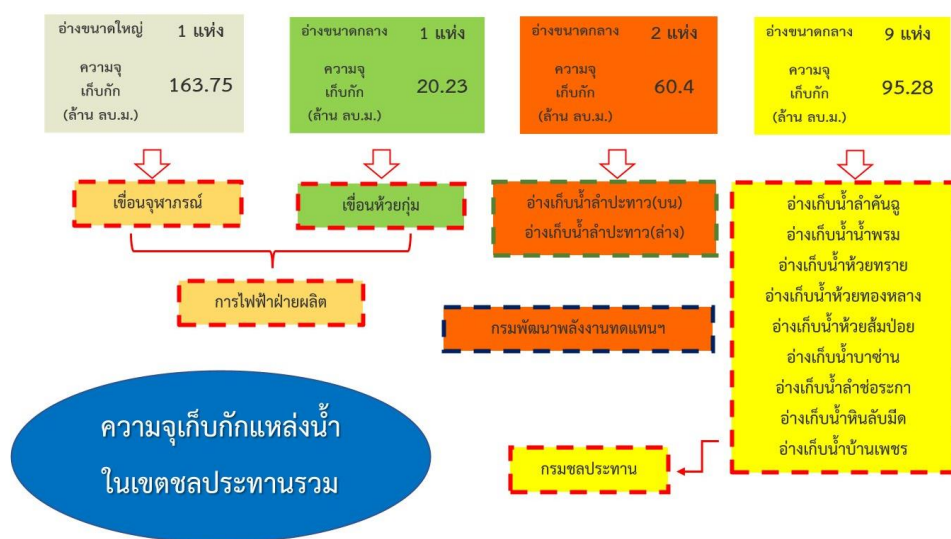 อ่างขนาดใหญ่ 1 แห่ง
ความจุ
เก็บกัก 163.75
(ล้าน ลบ.ม.)
อ่างขนาดกลาง 1 แห่ง
ความจุ
เก็บกัก 20.23
(ล้าน ลบ.ม.)
อ่างขนาดกลาง 2 แห่ง
ความจุ
เก็บกัก 60.4
(ล้าน ลบ.ม.)
อ่างขนาดกลาง 9 แห่ง
ความจุ
เก็บกัก 95.28
(ล้าน ลบ.ม.)
เขื่อนจุฬาภรณ์
เขื่อนห้วยกุ่ม
การไฟฟ้าฝ่ายผลิต
อ่างเก็บน้ำลำปะทาว(บน)
อ่างเก็บน้ำลำปะทาว(ล่าง)
กรมพัฒนาพลังงานทดแทนฯ
อ่างเก็บน้ำลำคันฉู
อ่างเก็บน้ำน้ำพรม
อ่างเก็บน้ำห้วยทราย
อ่างเก็บน้ำห้วยทองหลาง
อ่างเก็บน้ำห้วยส้มป่อย
อ่างเก็บน้ำบาซ่าน
อ่างเก็บน้ำลำช่อระกา
อ่างเก็บน้ำหินลับมีด
อ่างเก็บน้ำบ้านเพชร
กรมชลประทาน
ความจุเก็บกักแหล่งน้ำ
ในเขตชลประทานรวม